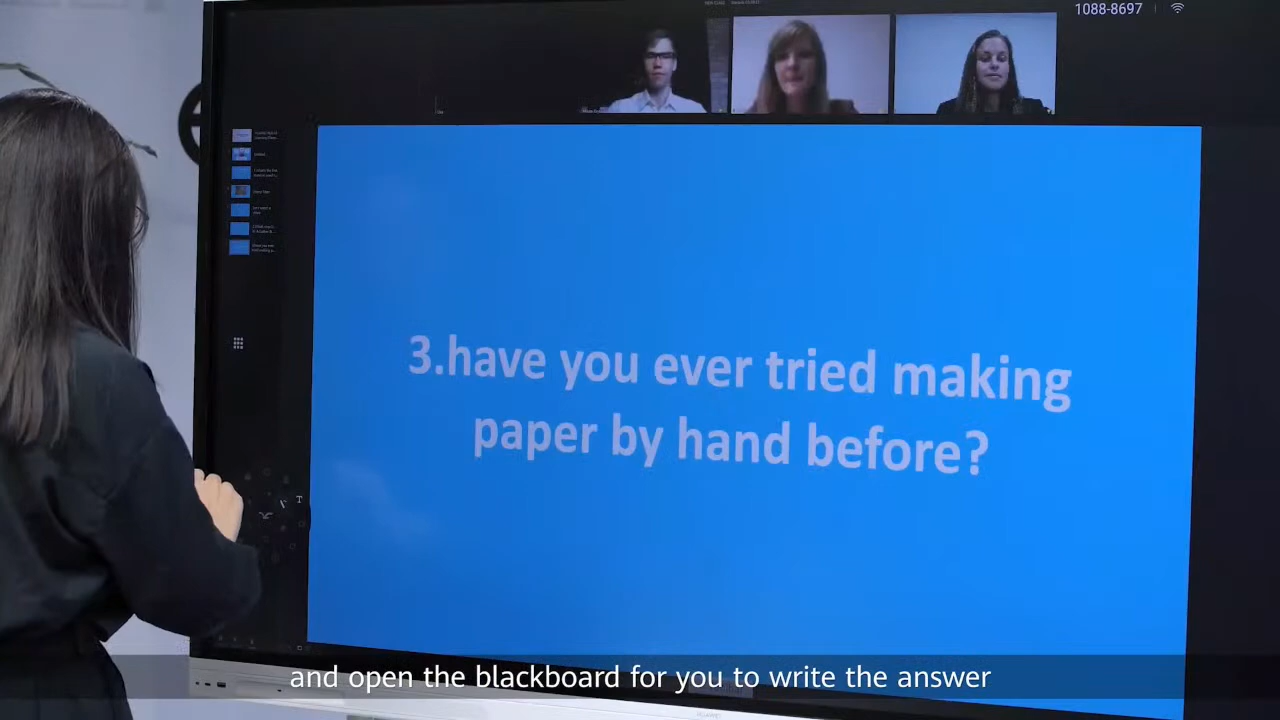 1088-8697
3.have you ever tried making
paper by hand before?
T
and open the blackboard for you to write the answer